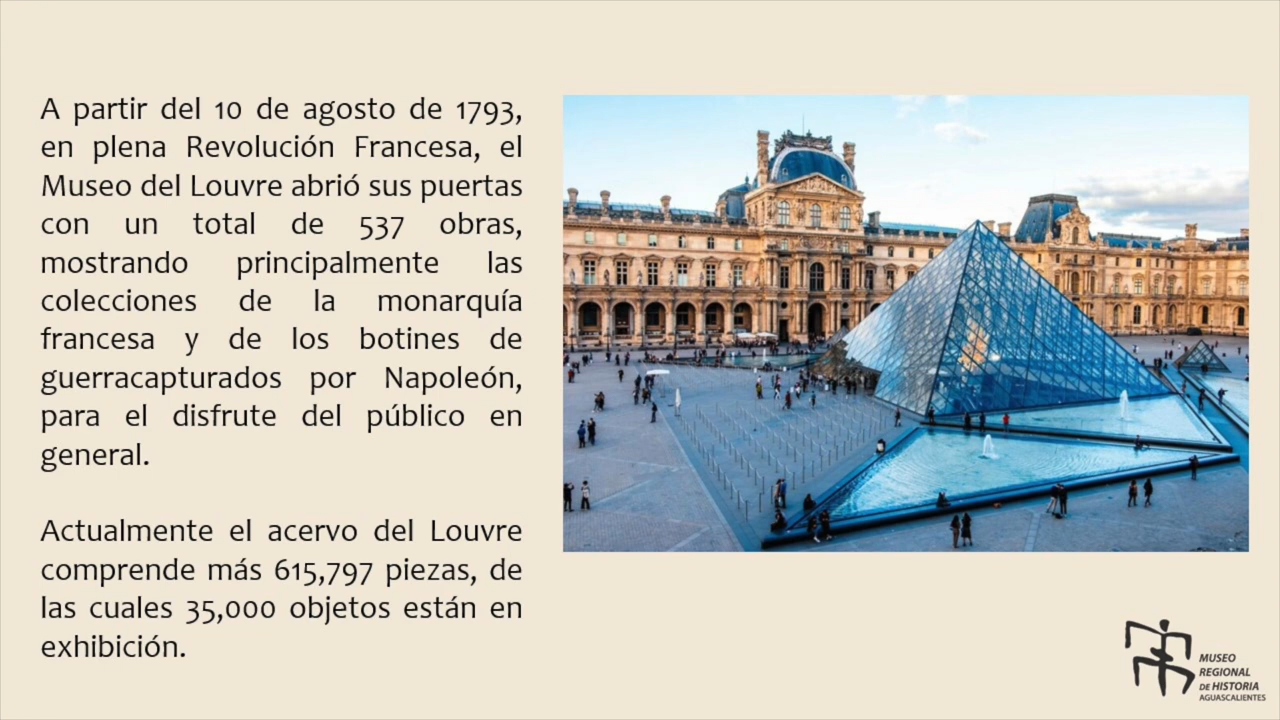 A partir del 10 de agosto de 1793,
en plena Revolución Francesa, el
Museo del Louvre abrió sus puertas
con un total de 537 obras,
mostrando principalmente las
colecciones de la monarquía
francesa y de los botines de
guerracapturados por Napoleón,
para el disfrute del público en
general.
Actualmente el acervo del Louvre
comprende más 615,797 piezas, de
las cuales 35,000 objetos están en
exhibición.
MUSEO
REGIONAL
DE HISTORIA
AGUASCALIENTES